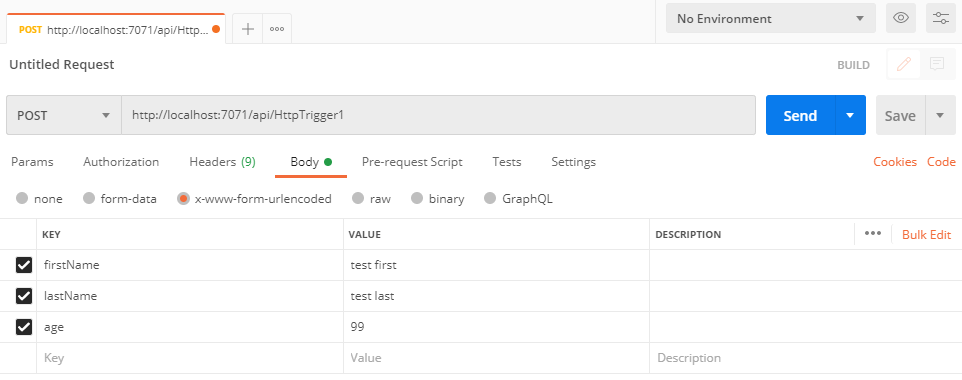 POST http://localhost:7071/api/Http... No Environment
Untitled Request BUILD
POST http://localhost:7071/api/HttpTrigger1 Send Save
Params Authorization Headers (9) Body Pre-request Script Tests Settings Cookies Code
none form-data x-www-form-urlencoded raw binary GraphQL
KEY VALUE DESCRIPTION Bulk Edit
firstName test first
lastName test last
age 99
Key Value Description